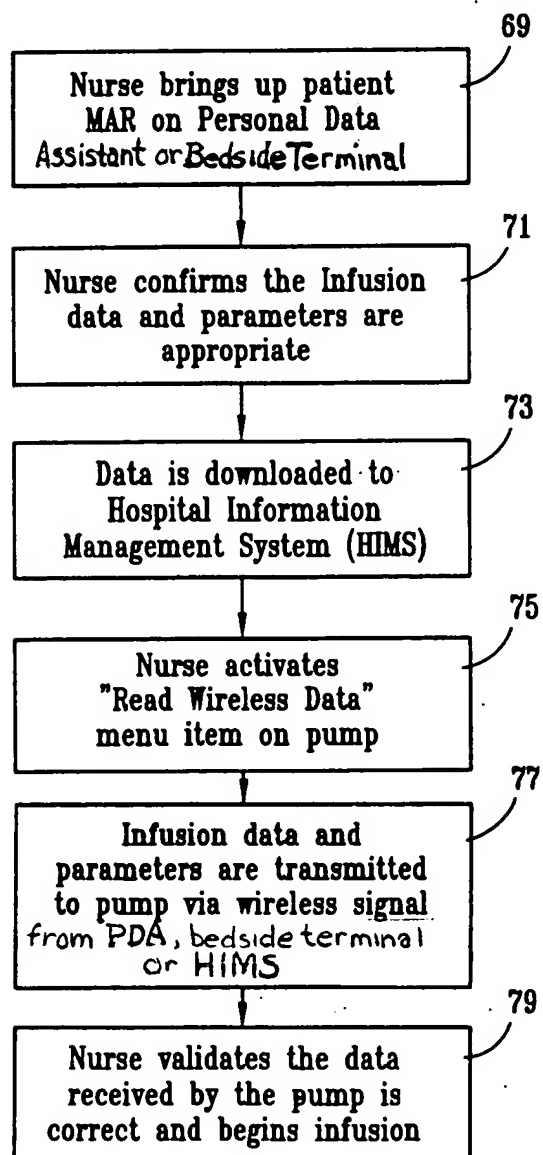 69
Nurse brings up patient
MAR on Personal Data
Assistant or Bedside Terminal
71
Nurse confirms the Infusion
data and parameters are
appropriate
73
Data is downloaded to
Hospital Information
Management System (HIMS)
75
Nurse activates
"Read Wireless Data"
menu item on pump
77
Infusion data and
parameters are transmitted
to pump via wireless signal
from PDA, bedside terminal
or HIMS
79
Nurse validates the data
received by the pump is
correct and begins infusion